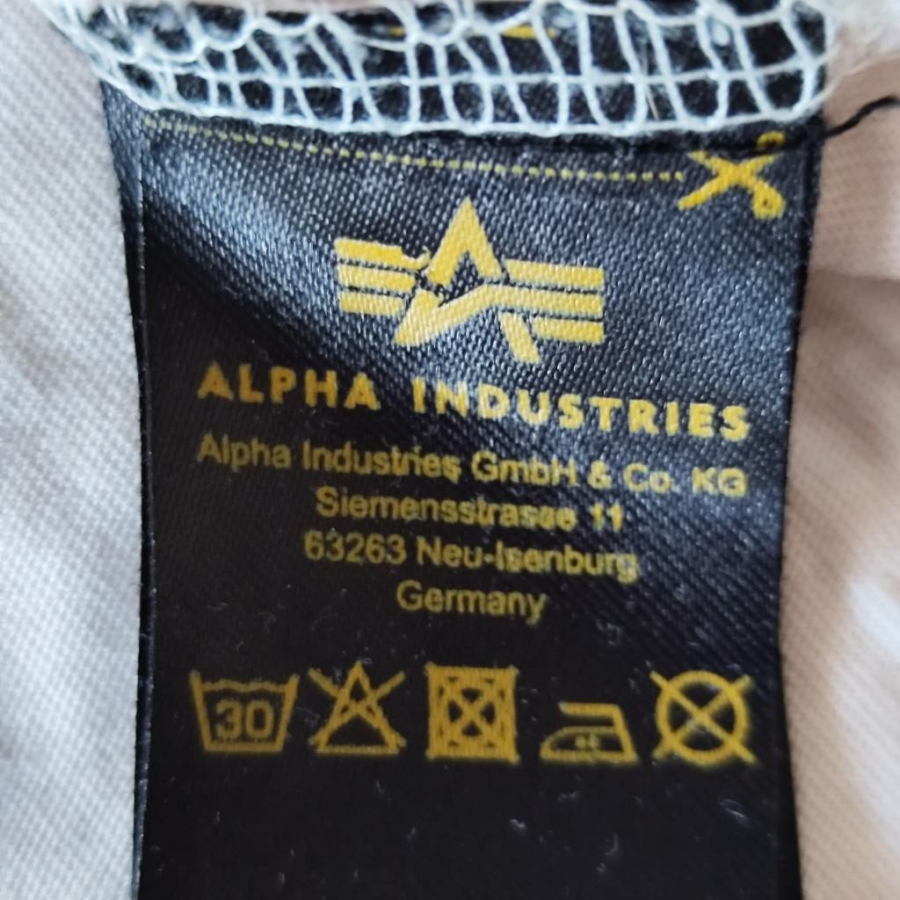 ALPHA INDUSTRIES
Alpha Industries GmbH & Co. KG
Siemensstrasse 11
63263 Neu-Isenburg
Germany
30